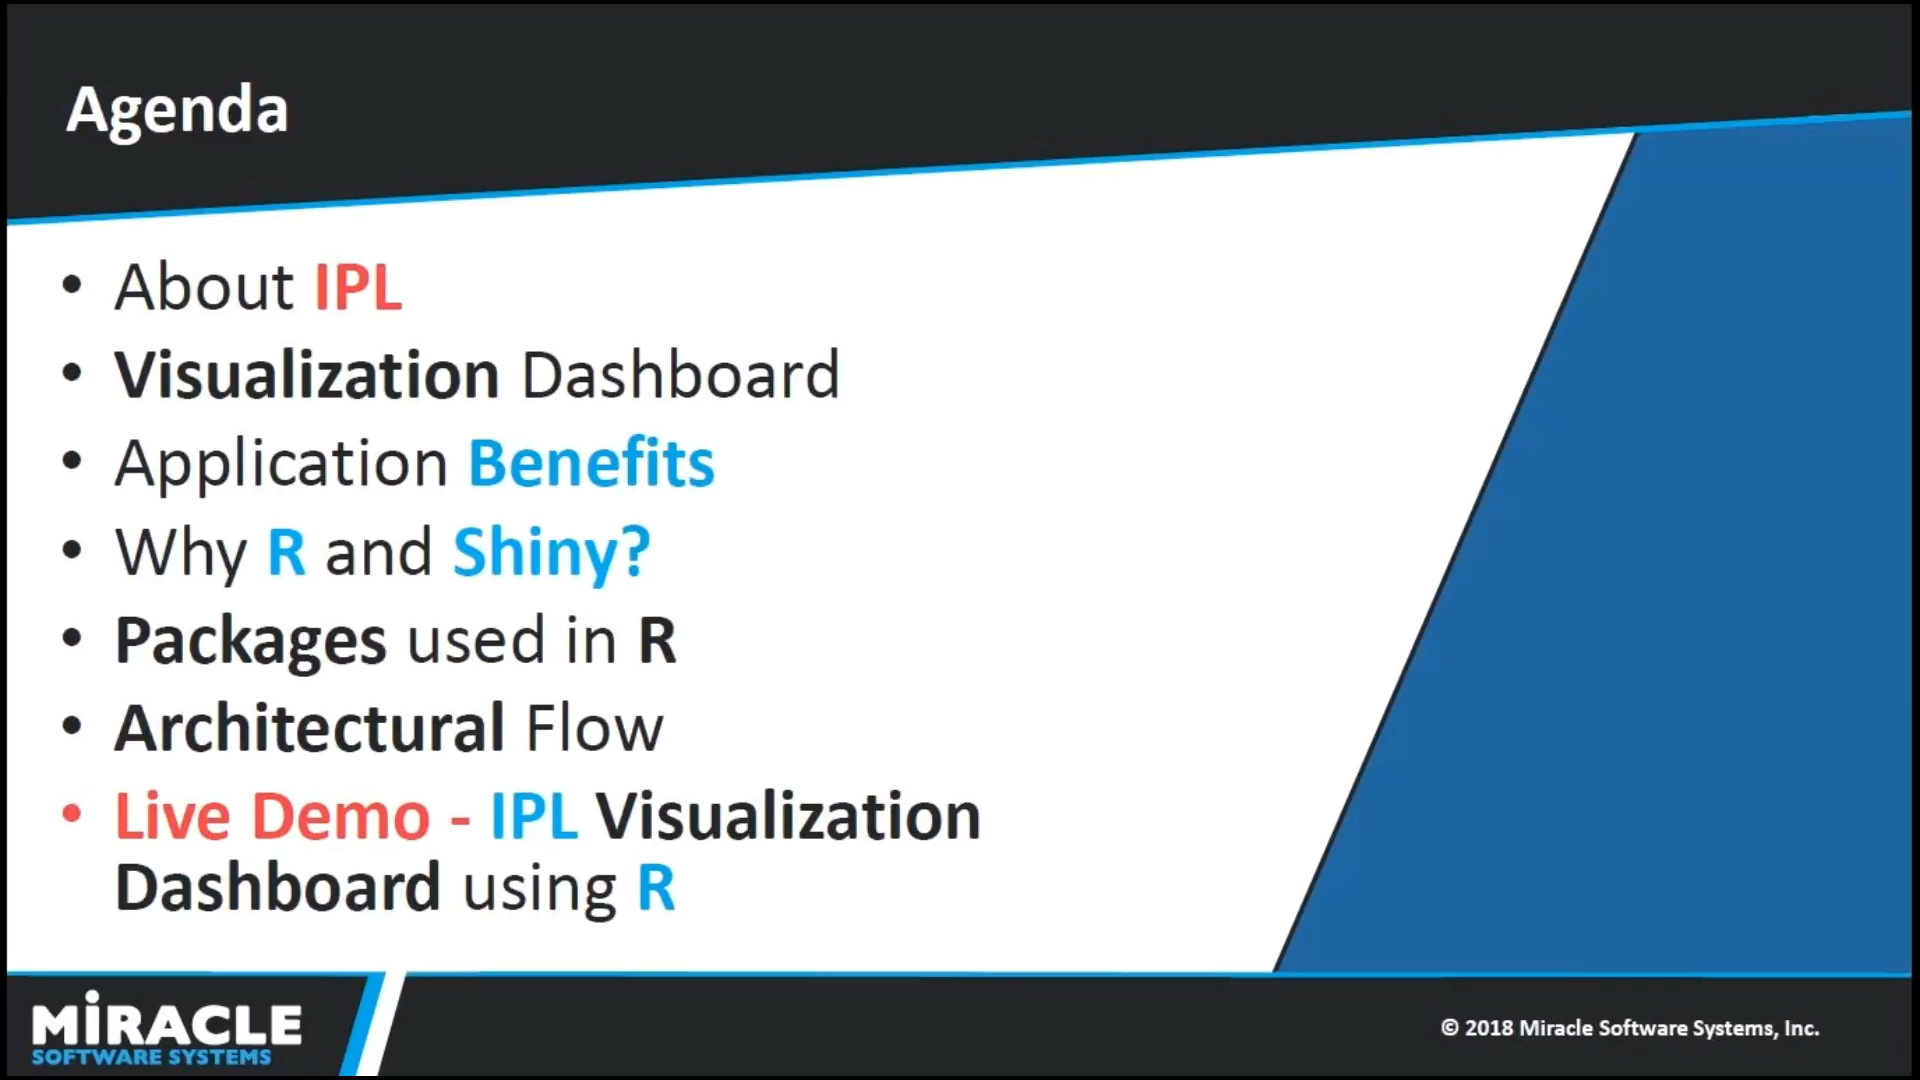 Agenda
• About IPL
• Visualization Dashboard
• Application Benefits
• Why R and Shiny?
• Packages used in R
• Architectural Flow
• Live Demo - IPL Visualization
Dashboard using R
MiRACLE
SOFTWARE SYSTEMS
© 2018 Miracle Software Systems, Inc.